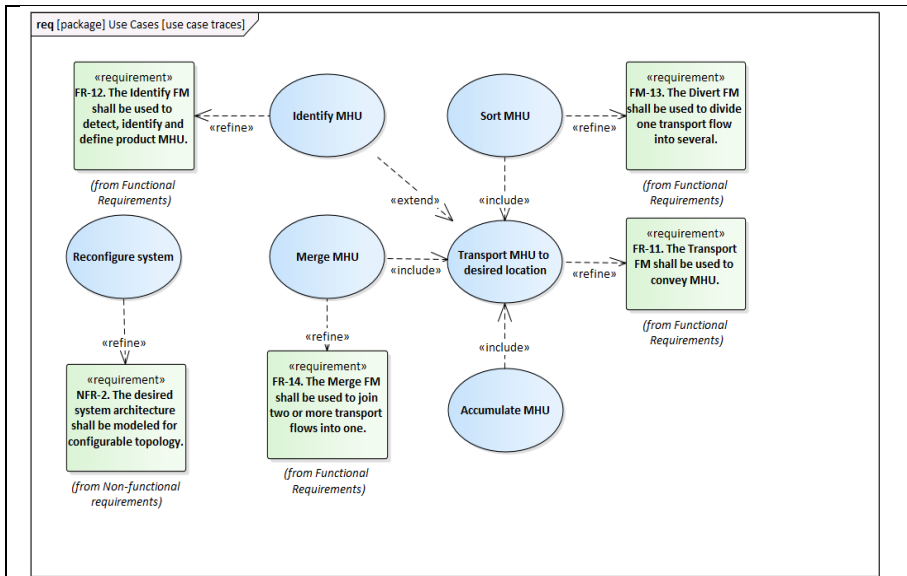 req [package] Use Cases [use case traces]
«requirement»
FR-12. The Identify FM
shall be used to
detect, identify and
define product MHU.
(from Functional
Requirements)
«refine»
Identify MHU
Sort MHU
«refine»
«requirement»
FM-13. The Divert FM
shall be used to divide
one transport flow
into several.
(from Functional
Requirements)
«extend»
«include»
Reconfigure system
Merge MHU
«include»
Transport MHU to
desired location
«refine»
«requirement»
FR-11. The Transport
FM shall be used to
convey MHU.
(from Functional
Requirements)
«refine»
«refine»
«include»
«requirement»
NFR-2. The desired
system architecture
shall be modeled for
configurable topology.
(from Non-functional
requirements)
«requirement»
FR-14. The Merge FM
shall be used to join
two or more transport
flows into one.
(from Functional
Requirements)
Accumulate MHU